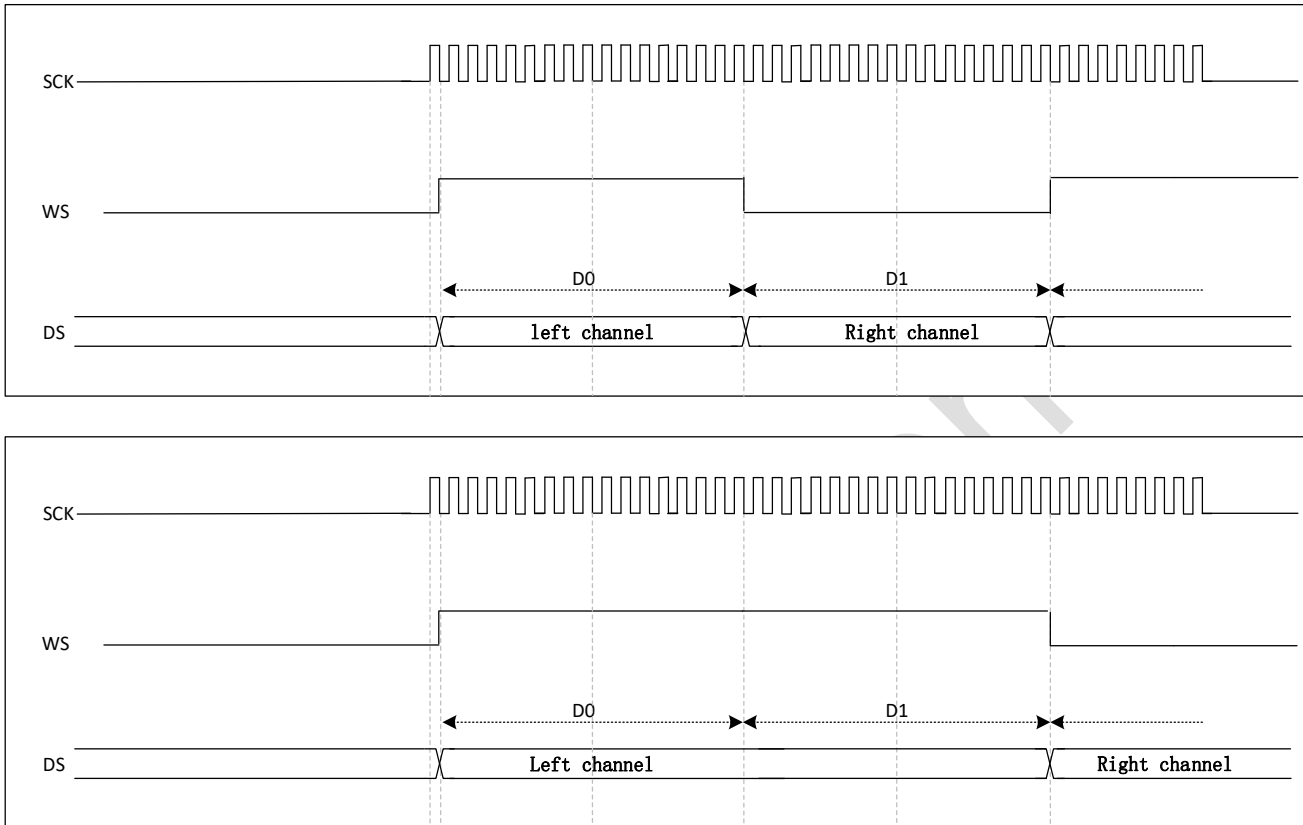 SCK
WS
D0 D1
DS left channel Right channel
SCK
WS
D0 D1
DS Left channel Right channel